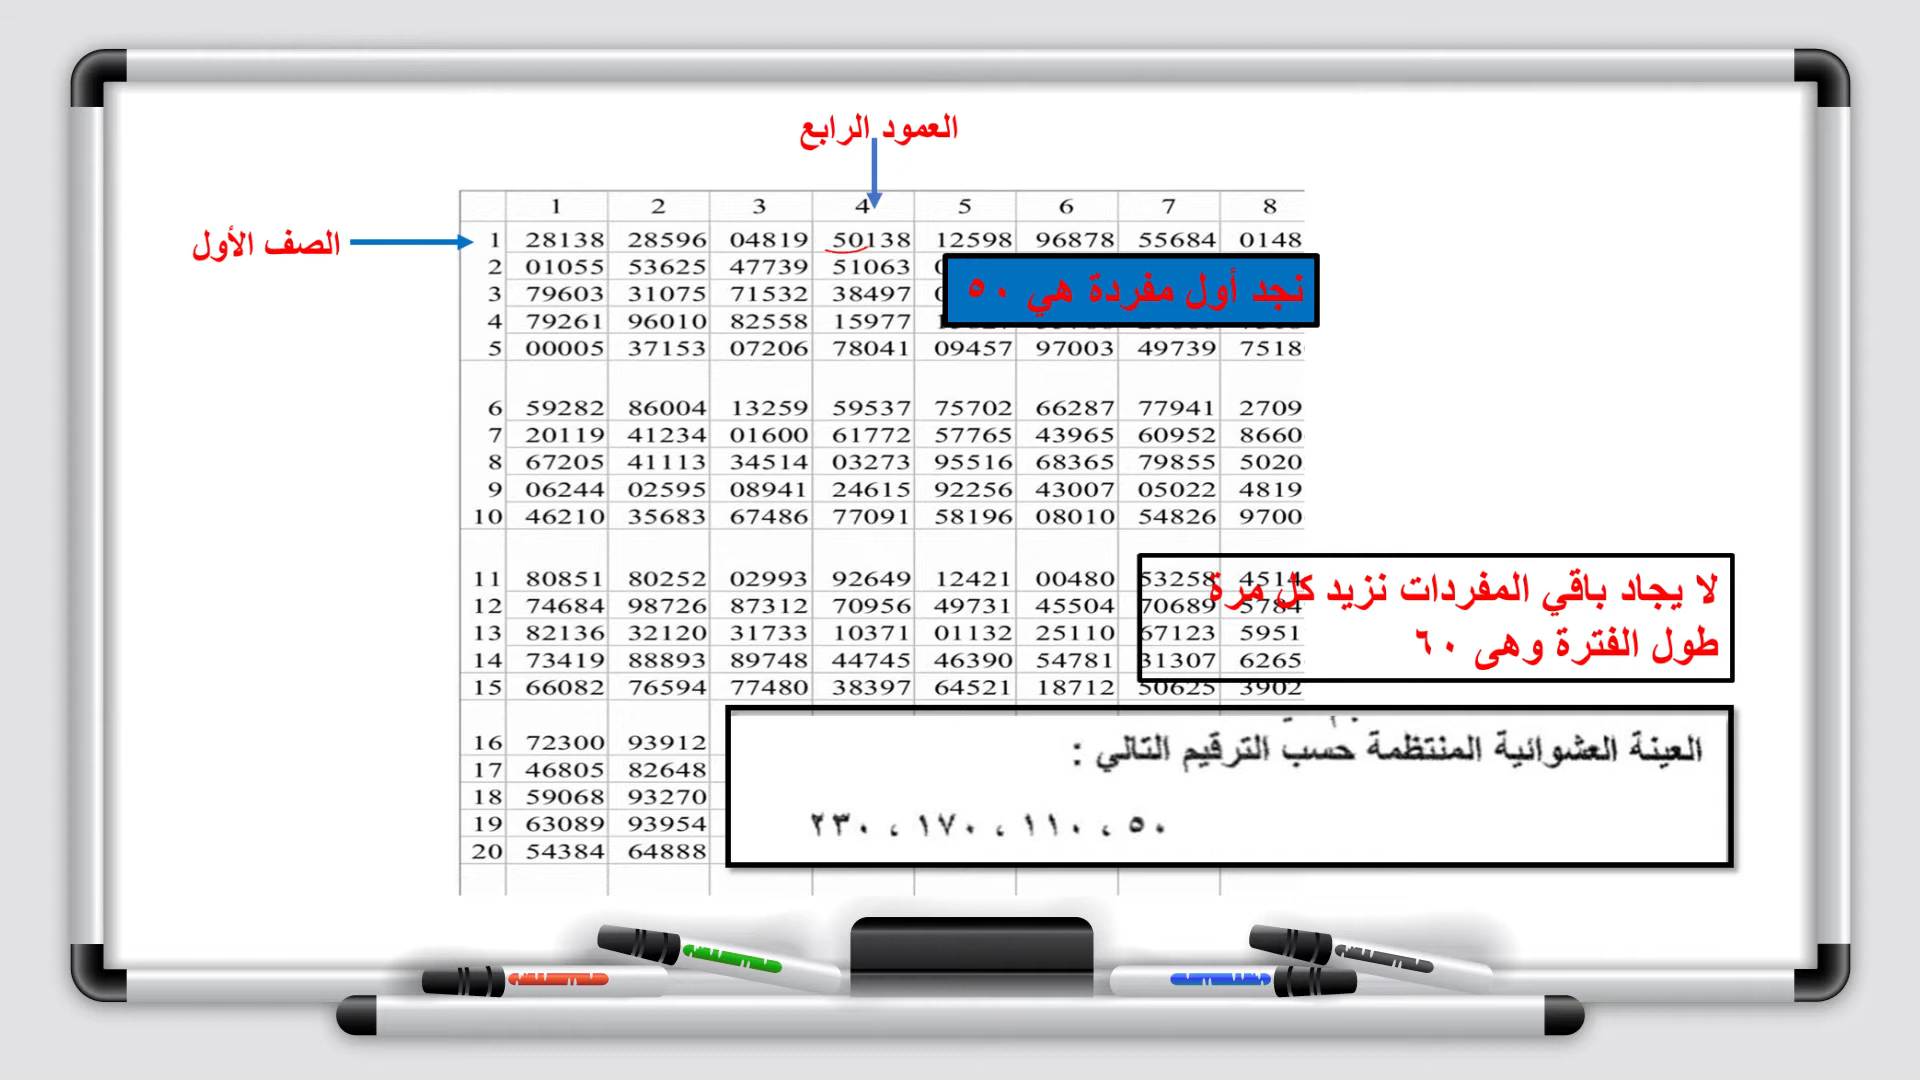 العمود الرابع
1 2 3 4 5 6 7 8
الصف الأول
1 28138 28596 04819 50138 12598 96878 55684 0148
2 01055 53625 47739 51063
3 79603 31075 71532 38497
4 79261 96010 82558 15977
نجد أول مفردة هي ٥٠
5 00005 37153 07206 78041 09457 97003 49739 7518
6 59282 86004 13259 59537 75702 66287 77941 2709
7 20119 41234 01600 61772 57765 43965 60952 8660
8 67205 41113 34514 03273 95516 68365 79855 5020
9 06244 02595 08941 24615 92256 43007 05022 4819
10 46210 35683 67486 77091 58196 08010 54826 9700
11 80851 80252 02993 92649 12421 00480 53258 4514
12 74684 98726 87312 70956 49731 45504 70689 5784
13 82136 32120 31733 10371 01132 25110 67123 5951
14 73419 88893 89748 44745 46390 54781 31307 6265
15 66082 76594 77480 38397 64521 18712 50625 3902
لا يجاد باقي المفردات نزيد كل مرة
طول الفترة وهى ٦٠
16 72300 93912
17 46805 82648
18 59068 93270
19 63089 93954
20 54384 64888
العينة العشوائية المنتظمة حسب الترقيم التالي :
٥٠ ، ١١٠ ، ١٧٠ ، ٢٣٠